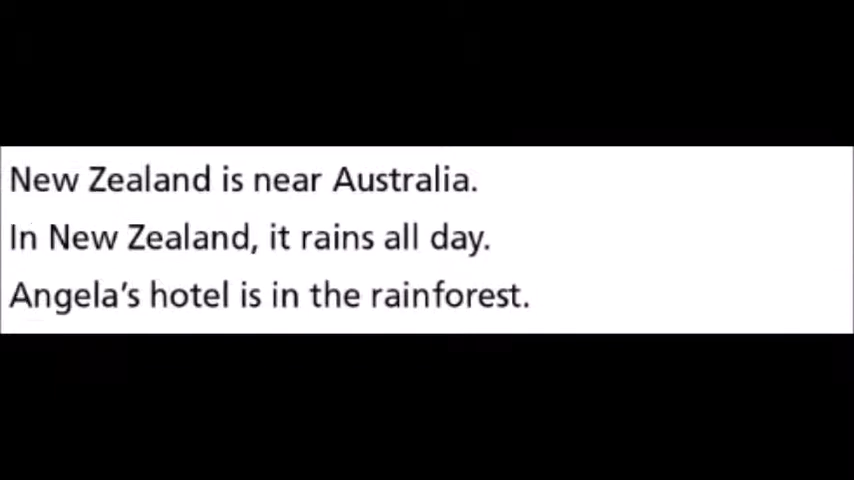 New Zealand is near Australia.
In New Zealand, it rains all day.
Angela's hotel is in the rainforest.